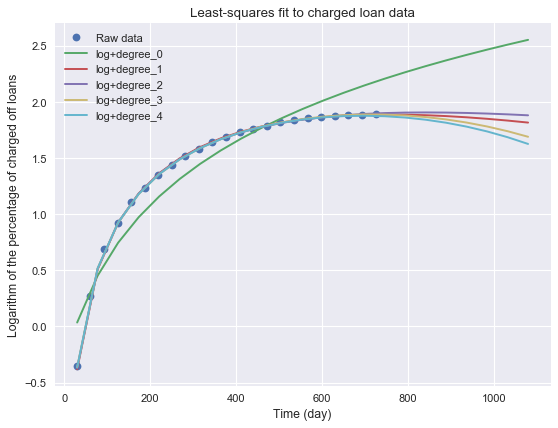 Least-squares fit to charged loan data
Raw data
log+degree_0
log+degree_1
log+degree_2
log+degree_3
log+degree_4
2.5
2.0
1.5
1.0
0.5
0.0
−0.5
Logarithm of the percentage of charged off loans
0 200 400 600 800 1000
Time (day)